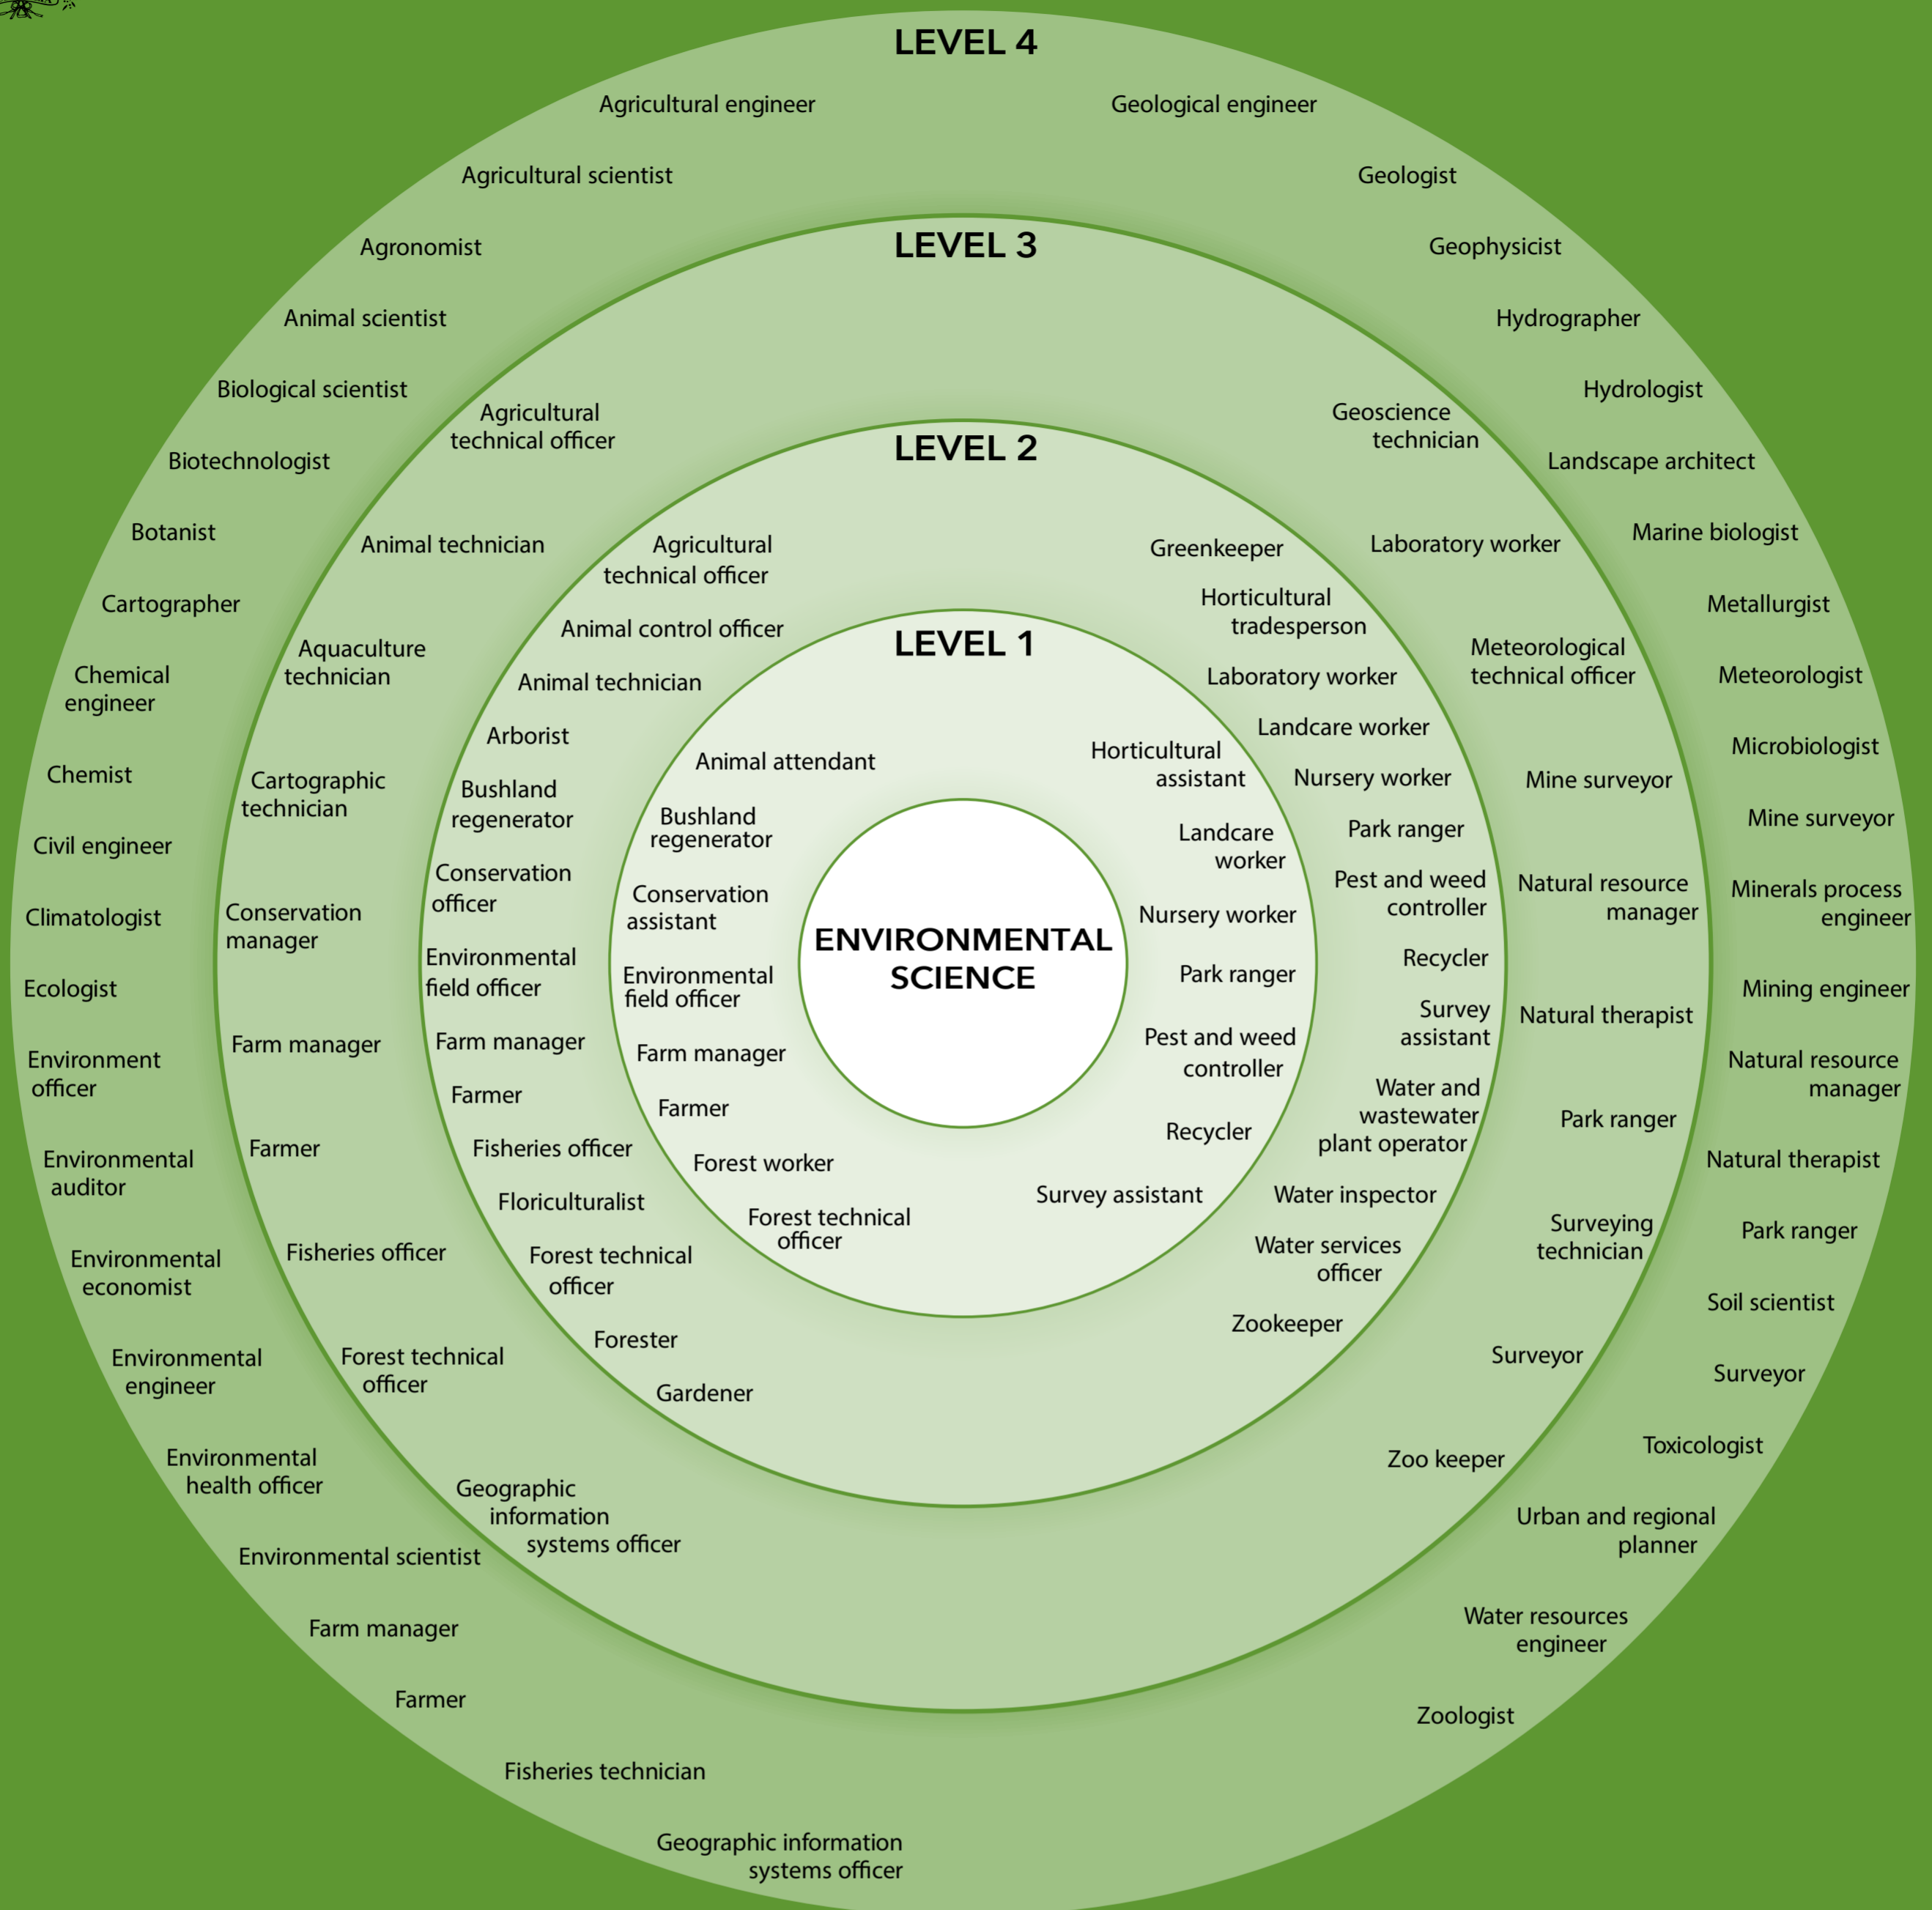 LEVEL 4
Agricultural engineer
Agricultural scientist
Agronomist
Animal scientist
Biological scientist
Biotechnologist
Botanist
Cartographer
Chemical
engineer
Chemist
Civil engineer
Climatologist
Ecologist
Environment
officer
Environmental
auditor
Environmental
economist
Environmental
engineer
Environmental
health officer
Environmental scientist
Farm manager
Farmer
Fisheries technician
Geographic information
systems officer
Geological engineer
Geologist
Geophysicist
Hydrographer
Hydrologist
Landscape architect
Marine biologist
Metallurgist
Meteorologist
Microbiologist
Mine surveyor
Minerals process
engineer
Mining engineer
Natural resource
manager
Natural therapist
Park ranger
Soil scientist
Surveyor
Toxicologist
Urban and regional
planner
Water resources
engineer
Zoologist
LEVEL 3
Agricultural
technical officer
Animal technician
Aquaculture
technician
Cartographic
technician
Conservation
manager
Farm manager
Farmer
Fisheries officer
Forest technical
officer
Geographic
information
systems officer
Geoscience
technician
Laboratory worker
Meteorological
technical officer
Mine surveyor
Natural resource
manager
Natural therapist
Park ranger
Surveying
technician
Surveyor
Zoo keeper
LEVEL 2
Agricultural
technical officer
Animal control officer
Animal technician
Arborist
Bushland
regenerator
Conservation
officer
Environmental
field officer
Farm manager
Farmer
Fisheries officer
Floriculturalist
Forest technical
officer
Forester
Gardener
Greenkeeper
Horticultural
tradesperson
Laboratory worker
Landcare worker
Nursery worker
Park ranger
Pest and weed
controller
Recycler
Survey
assistant
Water and
wastewater
plant operator
Water inspector
Water services
officer
Zookeeper
LEVEL 1
Animal attendant
Bushland
regenerator
Conservation
assistant
Environmental
field officer
Farm manager
Farmer
Forest worker
Forest technical
officer
Horticultural
assistant
Landcare
worker
Nursery worker
Park ranger
Pest and weed
controller
Recycler
Survey assistant
ENVIRONMENTAL
SCIENCE